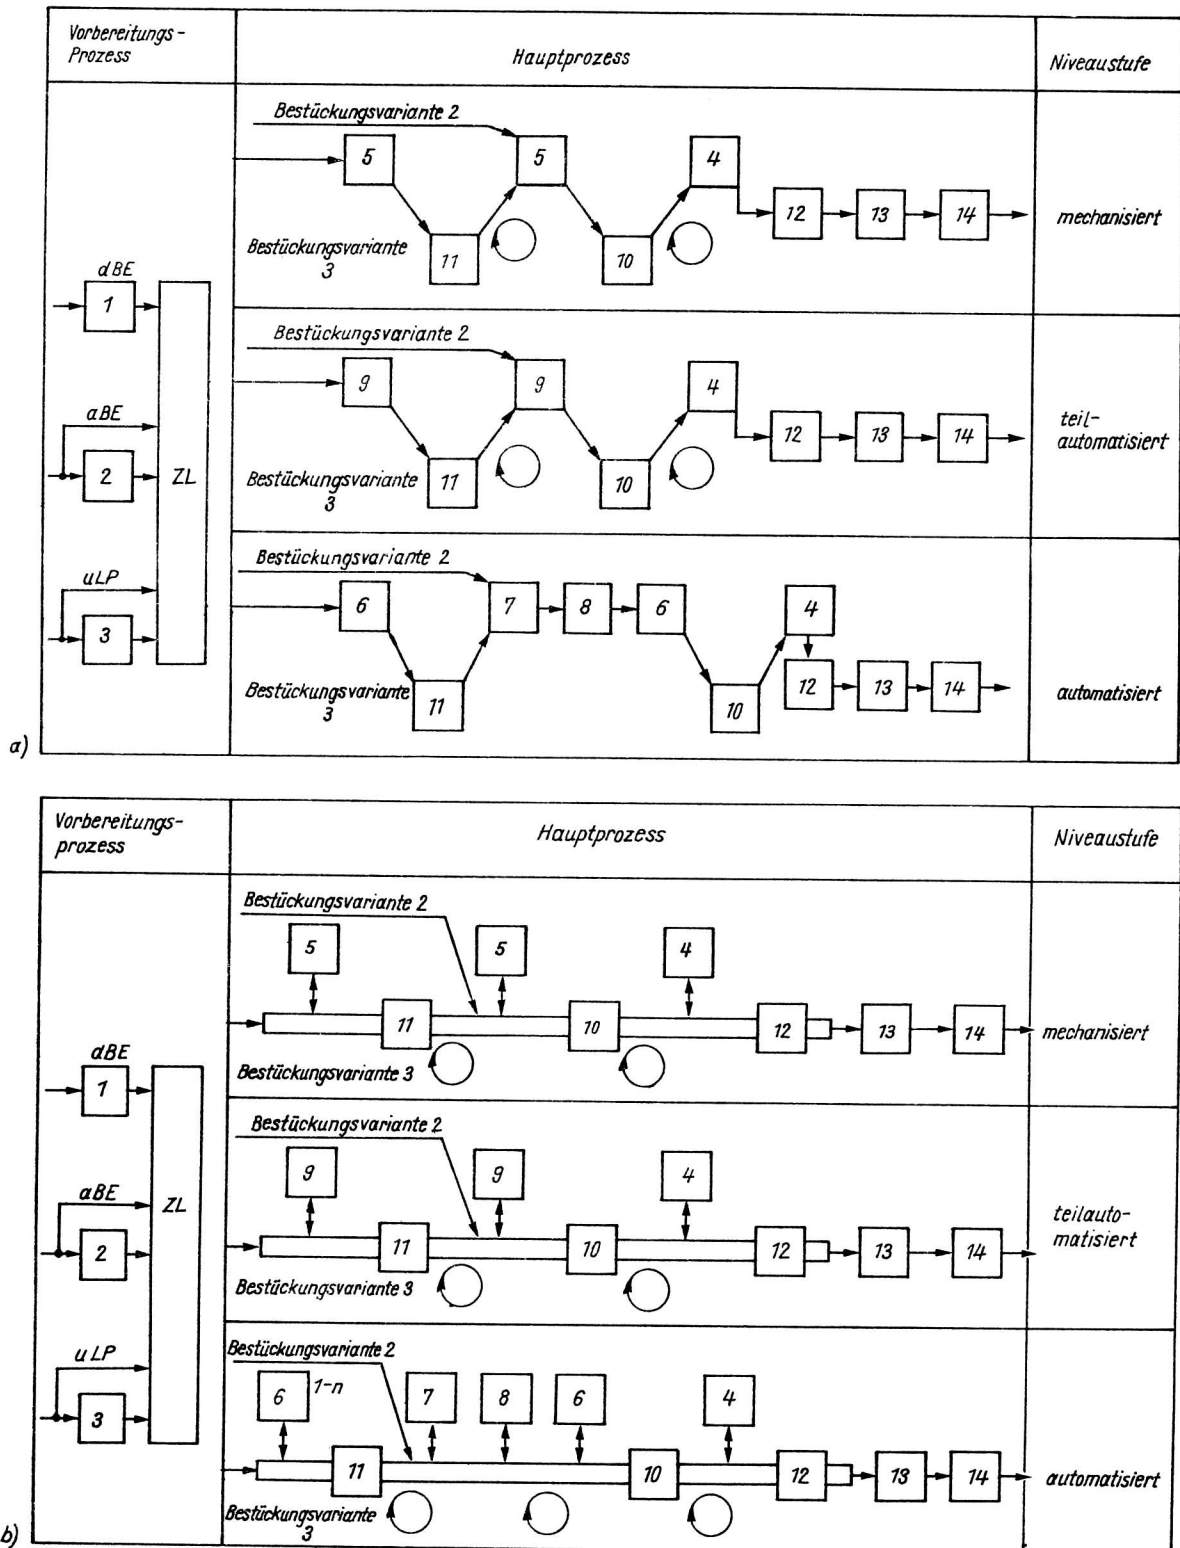 Vorbereitungs-
Prozess
Hauptprozess
Niveaustufe
Bestückungsvariante 2
5
5
4
12
13
14
mechanisiert
Bestückungsvariante
3
11
10
dBE
1
aBE
2
ZL
uLP
3
Bestückungsvariante 2
9
9
4
12
13
14
teil-
automatisiert
Bestückungsvariante
3
11
10
Bestückungsvariante 2
6
7
8
6
4
12
13
14
automatisiert
Bestückungsvariante
3
11
10
a)
Vorbereitungs-
prozess
Hauptprozess
Niveaustufe
Bestückungsvariante 2
5
5
4
11
10
12
13
14
mechanisiert
Bestückungsvariante 3
dBE
1
aBE
2
ZL
uLP
3
Bestückungsvariante 2
9
9
4
11
10
12
13
14
teilauto-
matisiert
Bestückungsvariante 3
Bestückungsvariante 2
6
1-n
7
8
6
4
11
10
12
13
14
automatisiert
Bestückungsvariante
3
b)